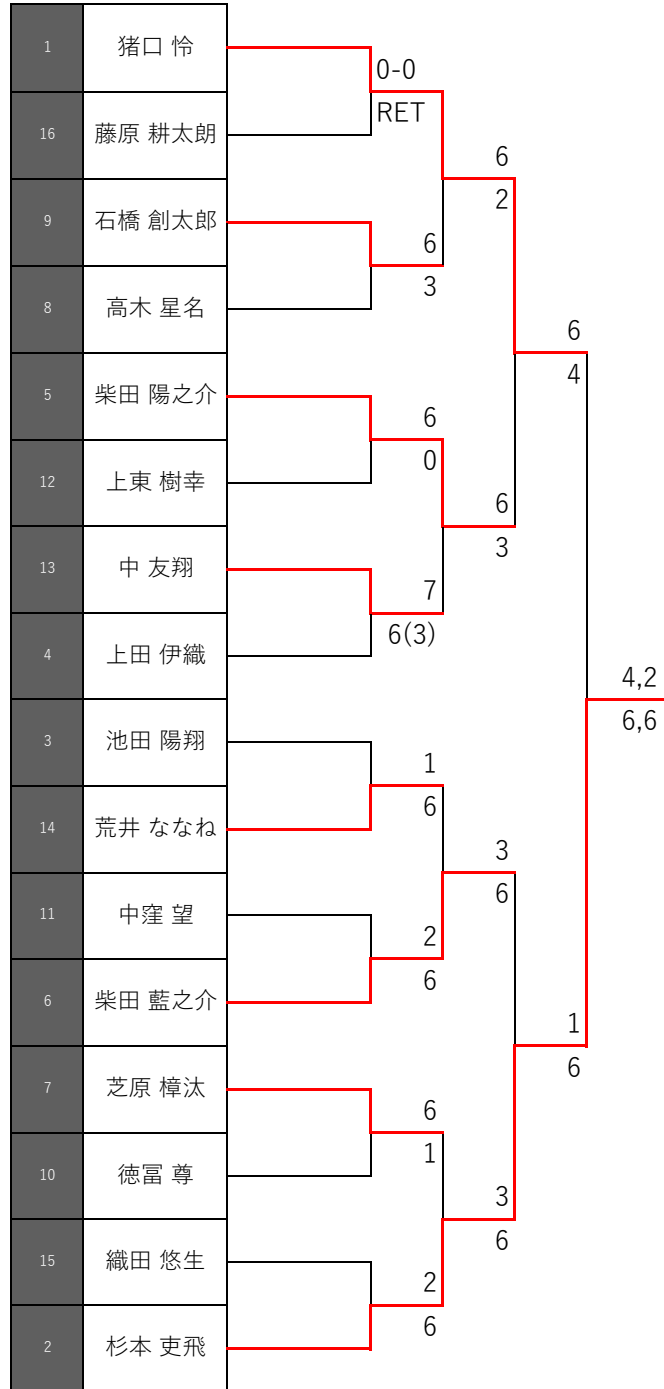 1 猪口 怜
0-0
RET
16 藤原 耕太朗
6
2
9 石橋 創太郎
6
3
8 高木 星名
6
4
5 柴田 陽之介
6
0
12 上東 樹幸
6
3
13 中 友翔
7
6(3)
4 上田 伊織
4,2
6,6
3 池田 陽翔
1
6
14 荒井 ななね
3
6
11 中窪 望
2
6
6 柴田 藍之介
1
6
7 芝原 樟汰
6
1
10 徳冨 尊
3
6
15 織田 悠生
2
6
2 杉本 吏飛